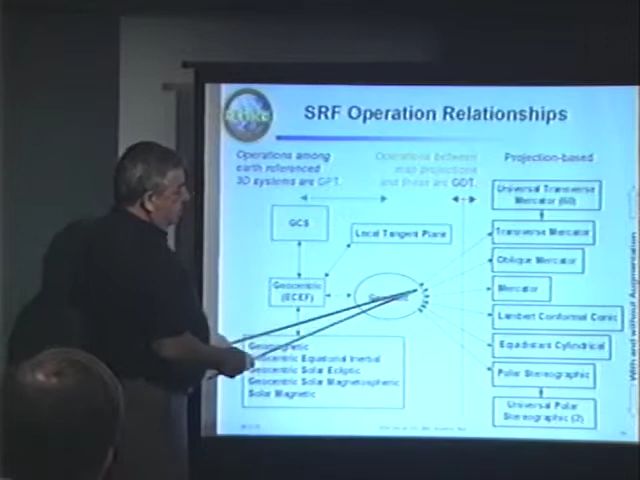 SRF Operation Relationships
Operations among
earth referenced
3D systems are GPT.
Operations between
map projections
and these are GDT.
Projection-based
Universal Transverse
Mercator (60)
GCS
Local Tangent Plane
Transverse Mercator
Oblique Mercator
Geocentric
(ECEF)
Mercator
Lambert Conformal Conic
Equidistant Cylindrical
Polar Stereographic
Universal Polar
Stereographic (2)
Geomagnetic
Geocentric Equatorial Inertial
Geocentric Solar Ecliptic
Geocentric Solar Magnetospheric
Solar Magnetic
With and without Augmentation